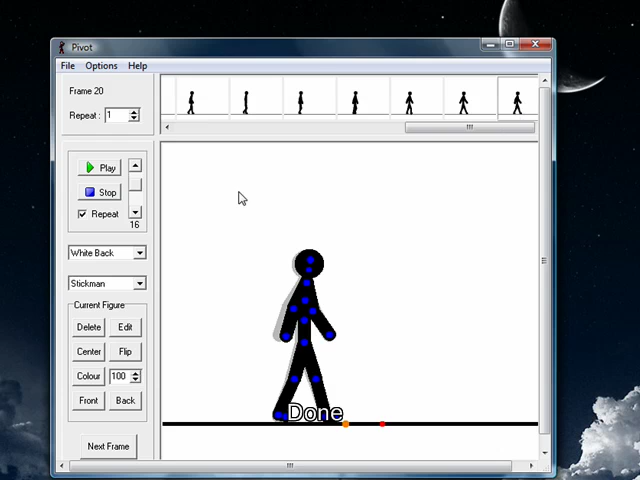 Pivot
File Options Help
Frame 20
Repeat : 1
Play
Stop
Repeat
16
White Back
Stickman
Current Figure
Delete Edit
Center Flip
Colour 100
Front Back
Next Frame
Done